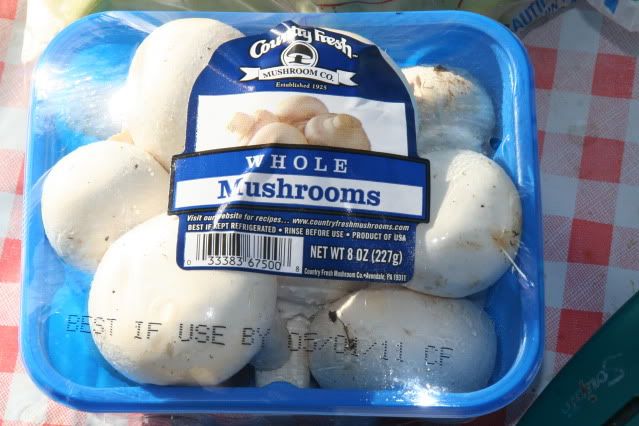 CAUTION
Country Fresh™
MUSHROOM CO.
Established 1925
WHOLE
Mushrooms
Visit our website for recipes... www.countryfreshmushrooms.com
BEST IF KEPT REFRIGERATED • RINSE BEFORE USE • PRODUCT OF USA
NET WT 8 OZ (227g)
0 33383 67500 8
Country Fresh Mushroom Co.•Avondale, PA 19311
BEST IF USE BY 05/01/11 CF